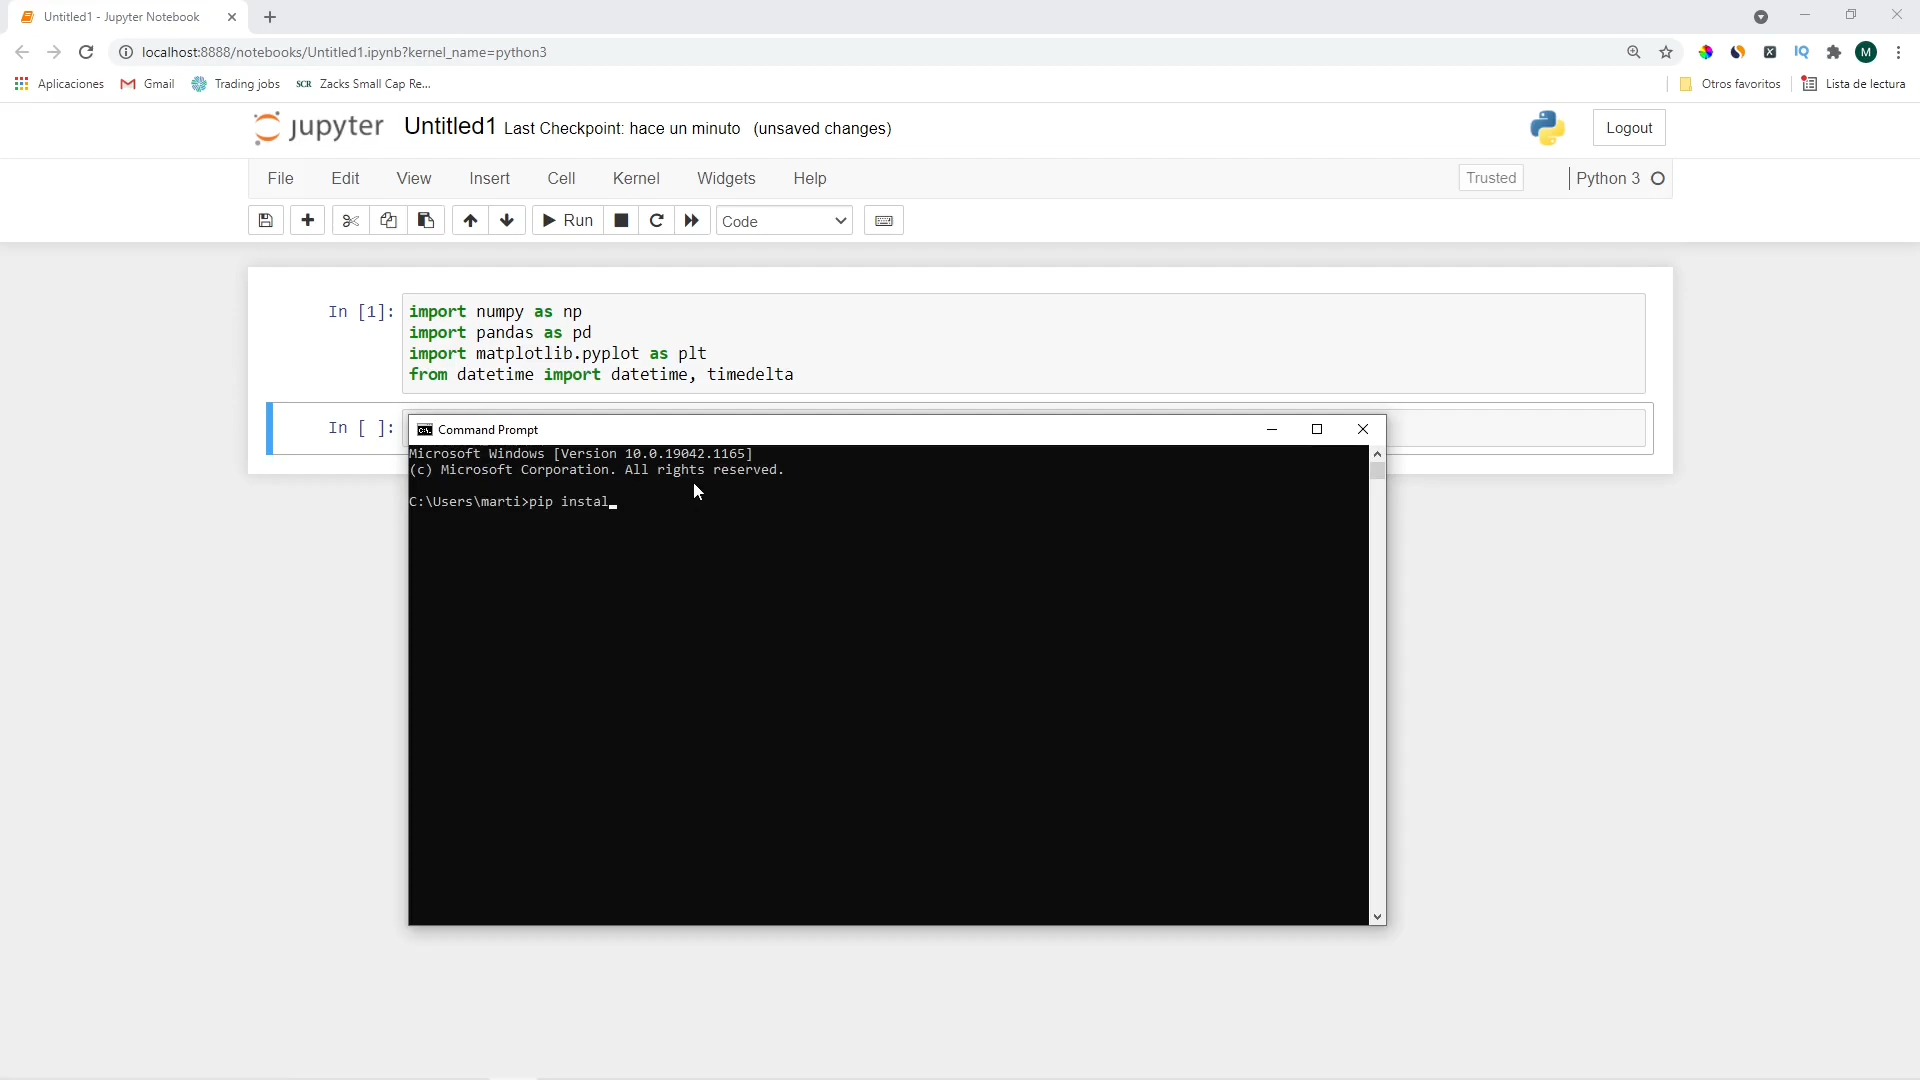 Untitled1 - Jupyter Notebook
localhost:8888/notebooks/Untitled1.ipynb?kernel_name=python3
M
Aplicaciones
Gmail
Trading jobs
SCR Zacks Small Cap Re...
Otros favoritos
Lista de lectura
jupyter Untitled1 Last Checkpoint: hace un minuto (unsaved changes)
Logout
File Edit View Insert Cell Kernel Widgets Help
Trusted
Python 3
Run
Code
In [1]: import numpy as np
import pandas as pd
import matplotlib.pyplot as plt
from datetime import datetime, timedelta
In [ ]:
Command Prompt
Microsoft Windows [Version 10.0.19042.1165]
(c) Microsoft Corporation. All rights reserved.
C:\Users\marti>pip instal